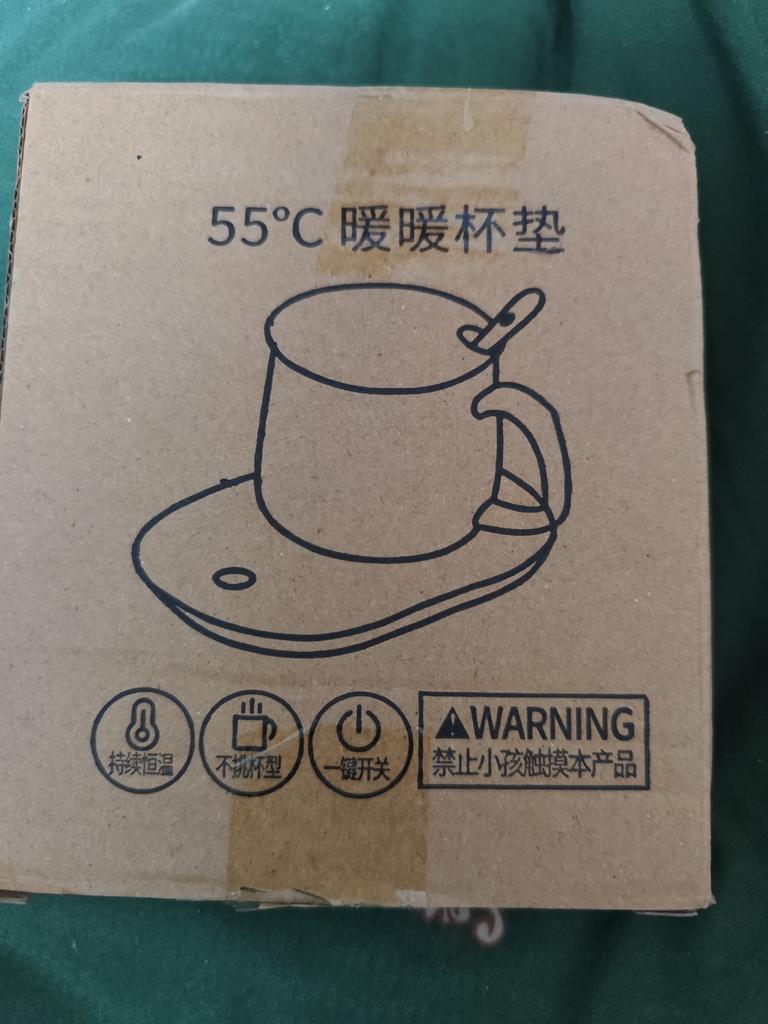 55℃ 暖暖杯垫
持续恒温
不挑杯型
一键开关
WARNING
禁止小孩触摸本产品